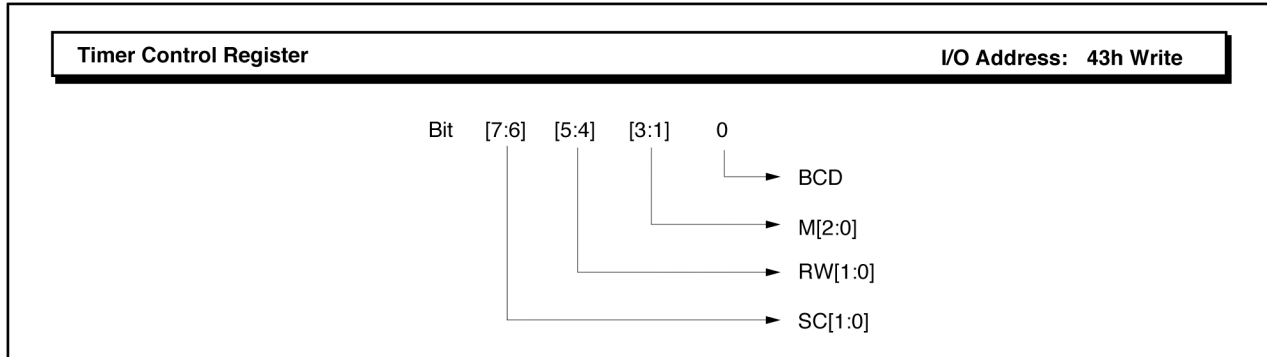 Timer Control Register I/O Address: 43h Write
Bit [7:6] [5:4] [3:1] 0
BCD
M[2:0]
RW[1:0]
SC[1:0]